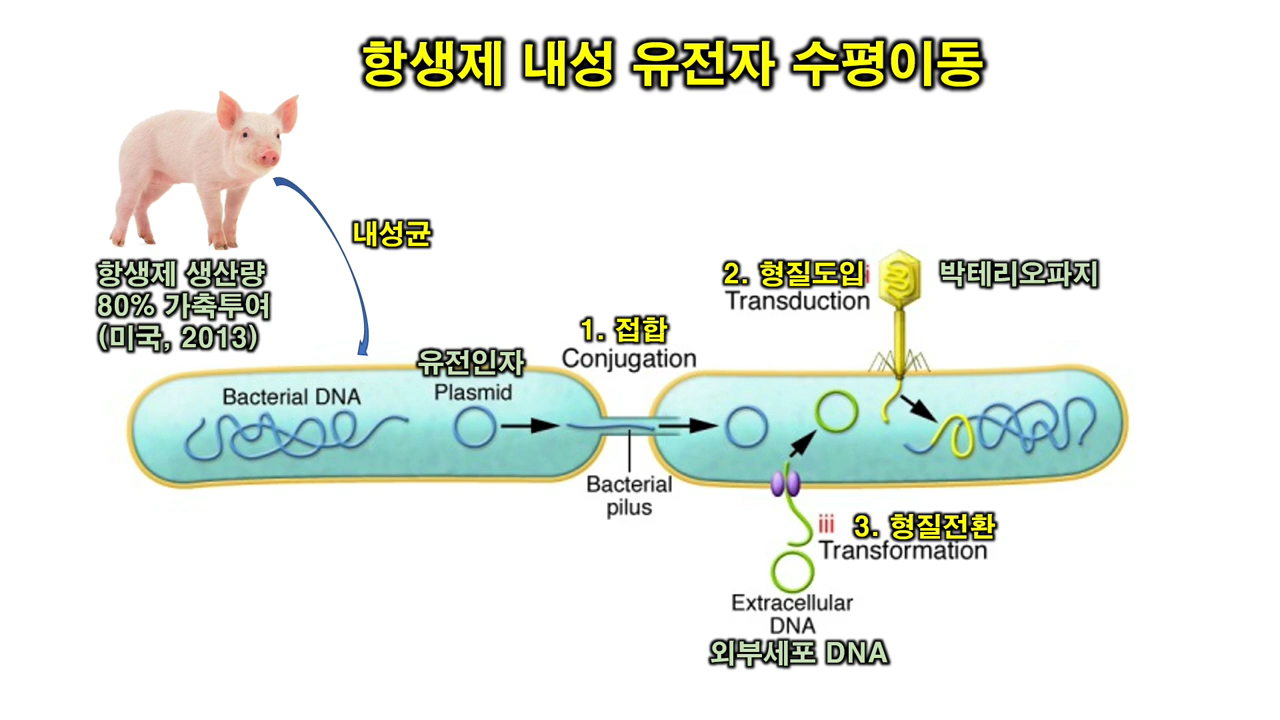 항생제 내성 유전자 수평이동
내성균
항생제 생산량
80% 가축투여
(미국, 2013)
1. 접합
Conjugation
2. 형질도입
Transduction
박테리오파지
유전인자
Plasmid
Bacterial DNA
Bacterial
pilus
iii 3. 형질전환
Transformation
Extracellular
DNA
외부세포 DNA